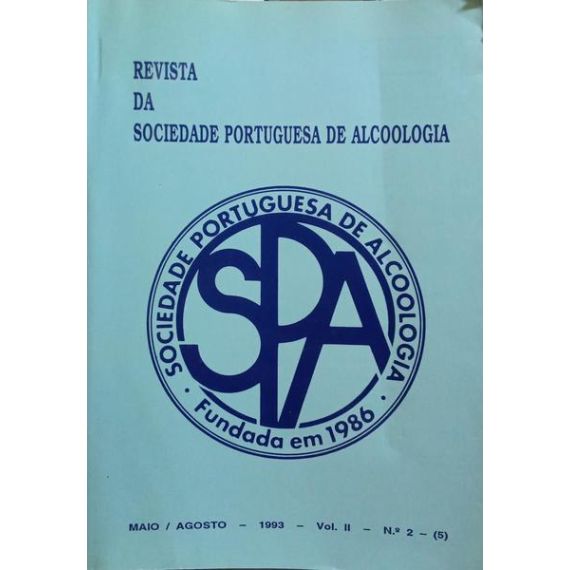 REVISTA
DA
SOCIEDADE PORTUGUESA DE ALCOOLOGIA
SOCIEDADE PORTUGUESA DE ALCOOLOGIA
SPA
· Fundada em 1986 ·
MAIO / AGOSTO – 1993 – Vol. II – N.º 2 – (5)